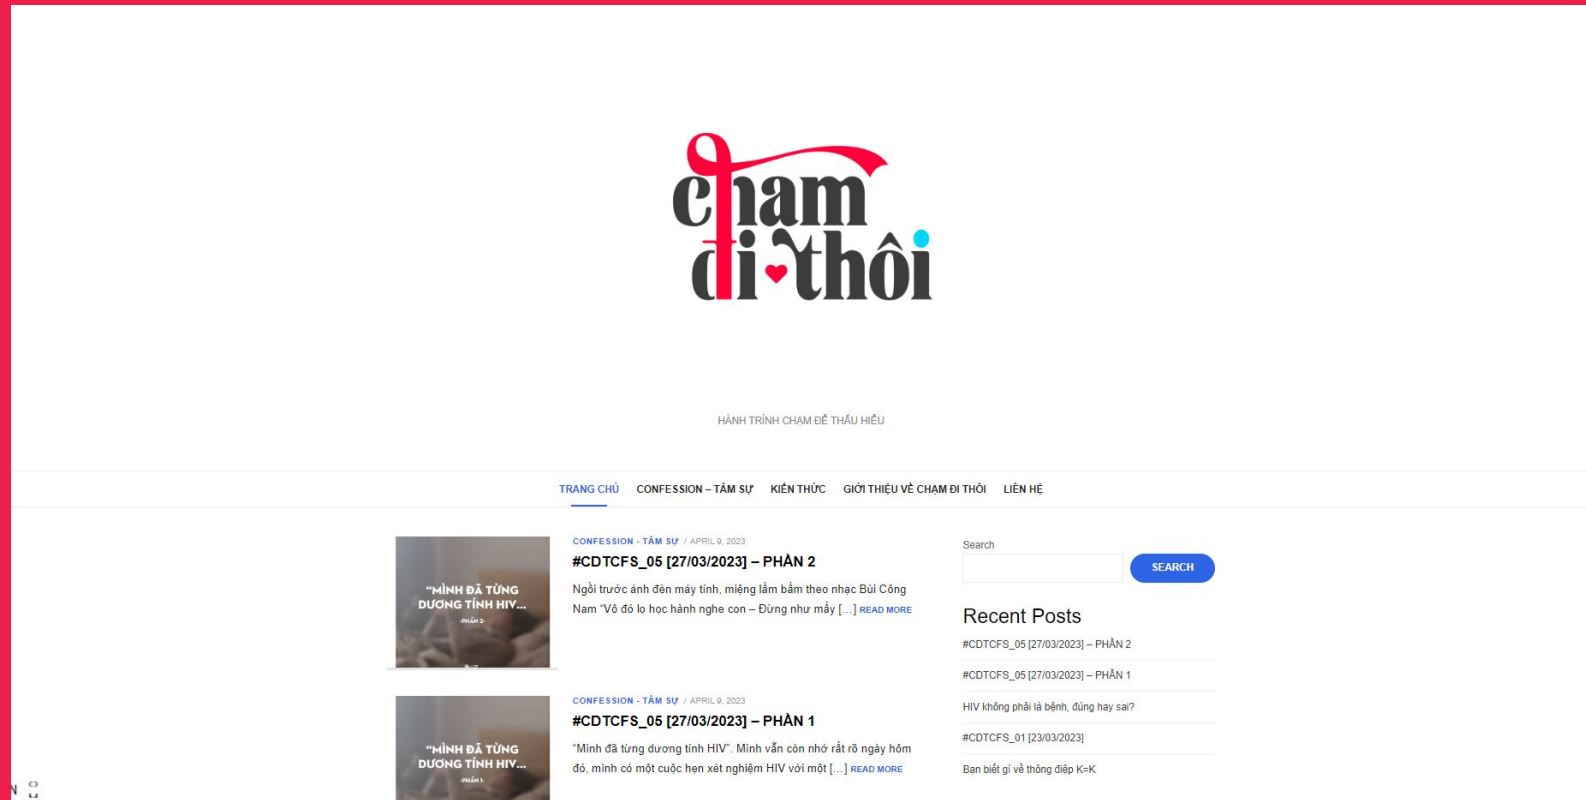 chạm
đi thôi
HÀNH TRÌNH CHẠM ĐỂ THẤU HIỂU
TRANG CHỦ CONFESSION – TÂM SỰ KIẾN THỨC GIỚI THIỆU VỀ CHẠM ĐI THÔI LIÊN HỆ
CONFESSION - TÂM SỰ / APRIL 9, 2023
#CDTCFS_05 [27/03/2023] – PHẦN 2
Ngồi trước ánh đèn máy tính, miệng lẩm bẩm theo nhạc Bùi Công
Nam “Vô đó lo học hành nghe con – Đừng như mấy […] READ MORE
“MÌNH ĐÃ TỪNG
DƯƠNG TÍNH HIV...
-PHẦN 2-
CONFESSION - TÂM SỰ / APRIL 9, 2023
#CDTCFS_05 [27/03/2023] – PHẦN 1
“Mình đã từng dương tính HIV”. Mình vẫn còn nhớ rất rõ ngày hôm
đó, mình có một cuộc hẹn xét nghiệm HIV với một […] READ MORE
“MÌNH ĐÃ TỪNG
DƯƠNG TÍNH HIV...
-PHẦN 1-
Search
SEARCH
Recent Posts
#CDTCFS_05 [27/03/2023] – PHẦN 2
#CDTCFS_05 [27/03/2023] – PHẦN 1
HIV không phải là bệnh, đúng hay sai?
#CDTCFS_01 [23/03/2023]
Bạn biết gì về thông điệp K=K